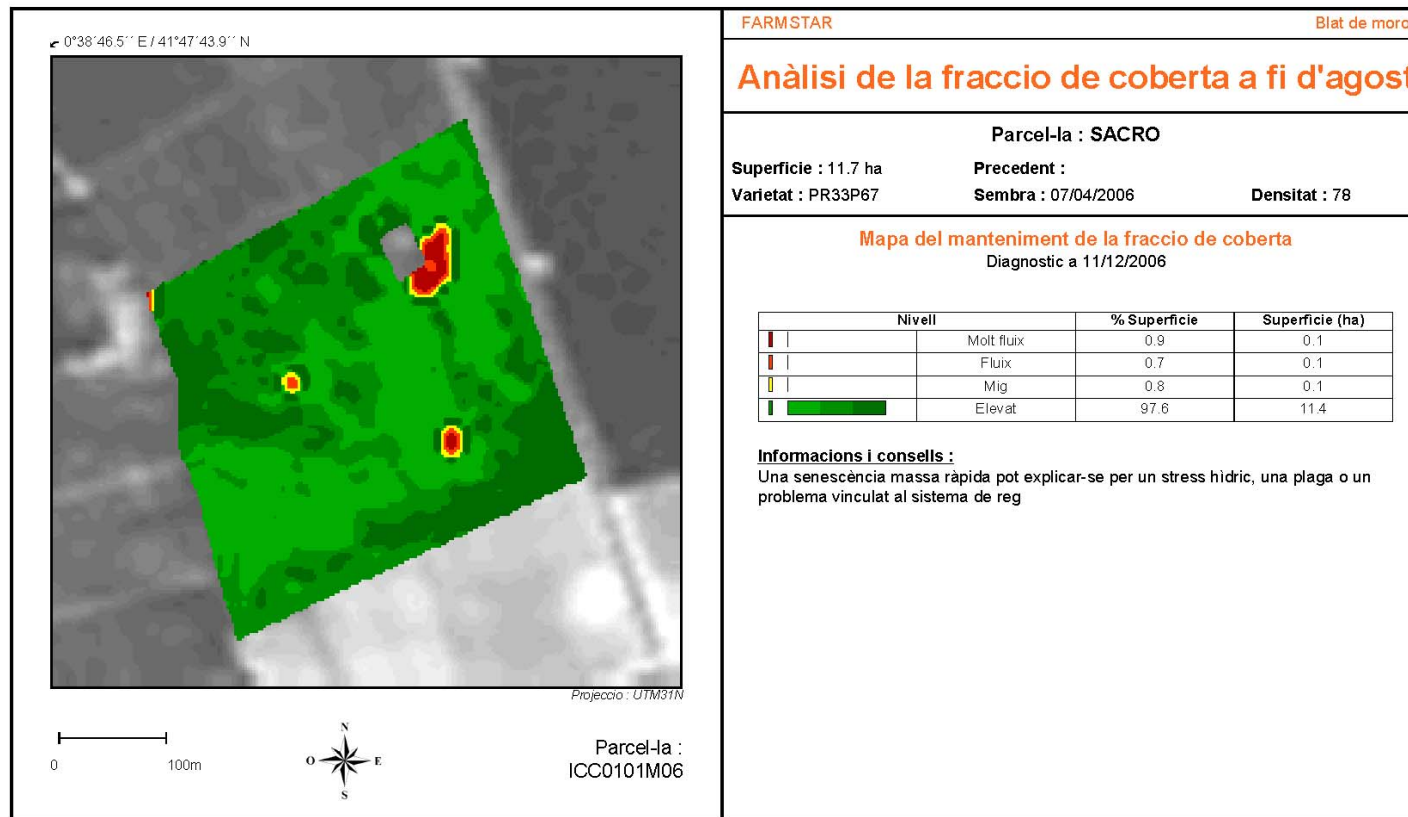 0°38´46.5´´ E / 41°47´43.9´´ N
Projeccio : UTM31N
0 100m
N
O E
S
Parcel-la :
ICC0101M06
FARMSTAR Blat de moro
Anàlisi de la fraccio de coberta a fi d'agost
Parcel-la : SACRO
Superficie : 11.7 ha Precedent :
Varietat : PR33P67 Sembra : 07/04/2006 Densitat : 78
Mapa del manteniment de la fraccio de coberta
Diagnostic a 11/12/2006
Nivell % Superficie Superficie (ha)
Molt fluix 0.9 0.1
Fluix 0.7 0.1
Mig 0.8 0.1
Elevat 97.6 11.4
Informacions i consells :
Una senescència massa ràpida pot explicar-se per un stress hìdric, una plaga o un
problema vinculat al sistema de reg